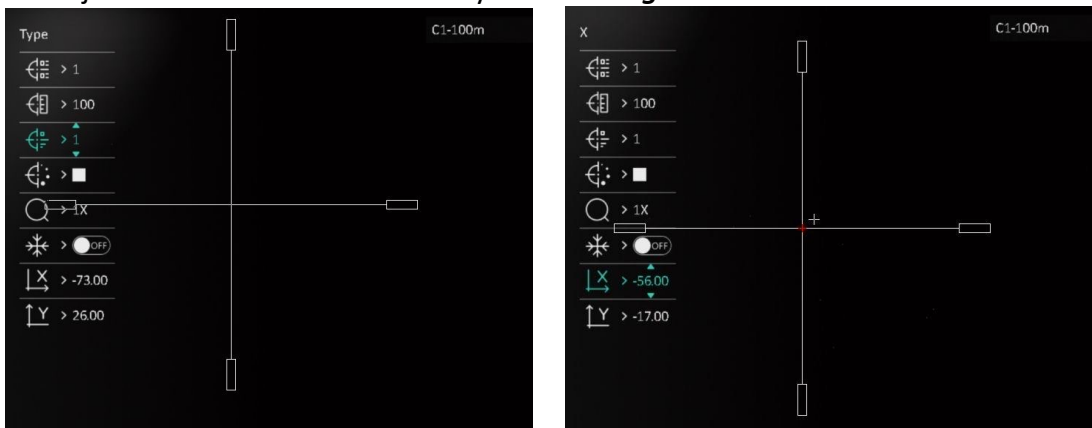 Type
C1-100m
> 1
> 100
> 1
>
> 1X
> OFF
X > -73.00
Y > 26.00
X
C1-100m
> 1
> 100
> 1
>
> 1X
> OFF
X > -56.00
Y > -17.00